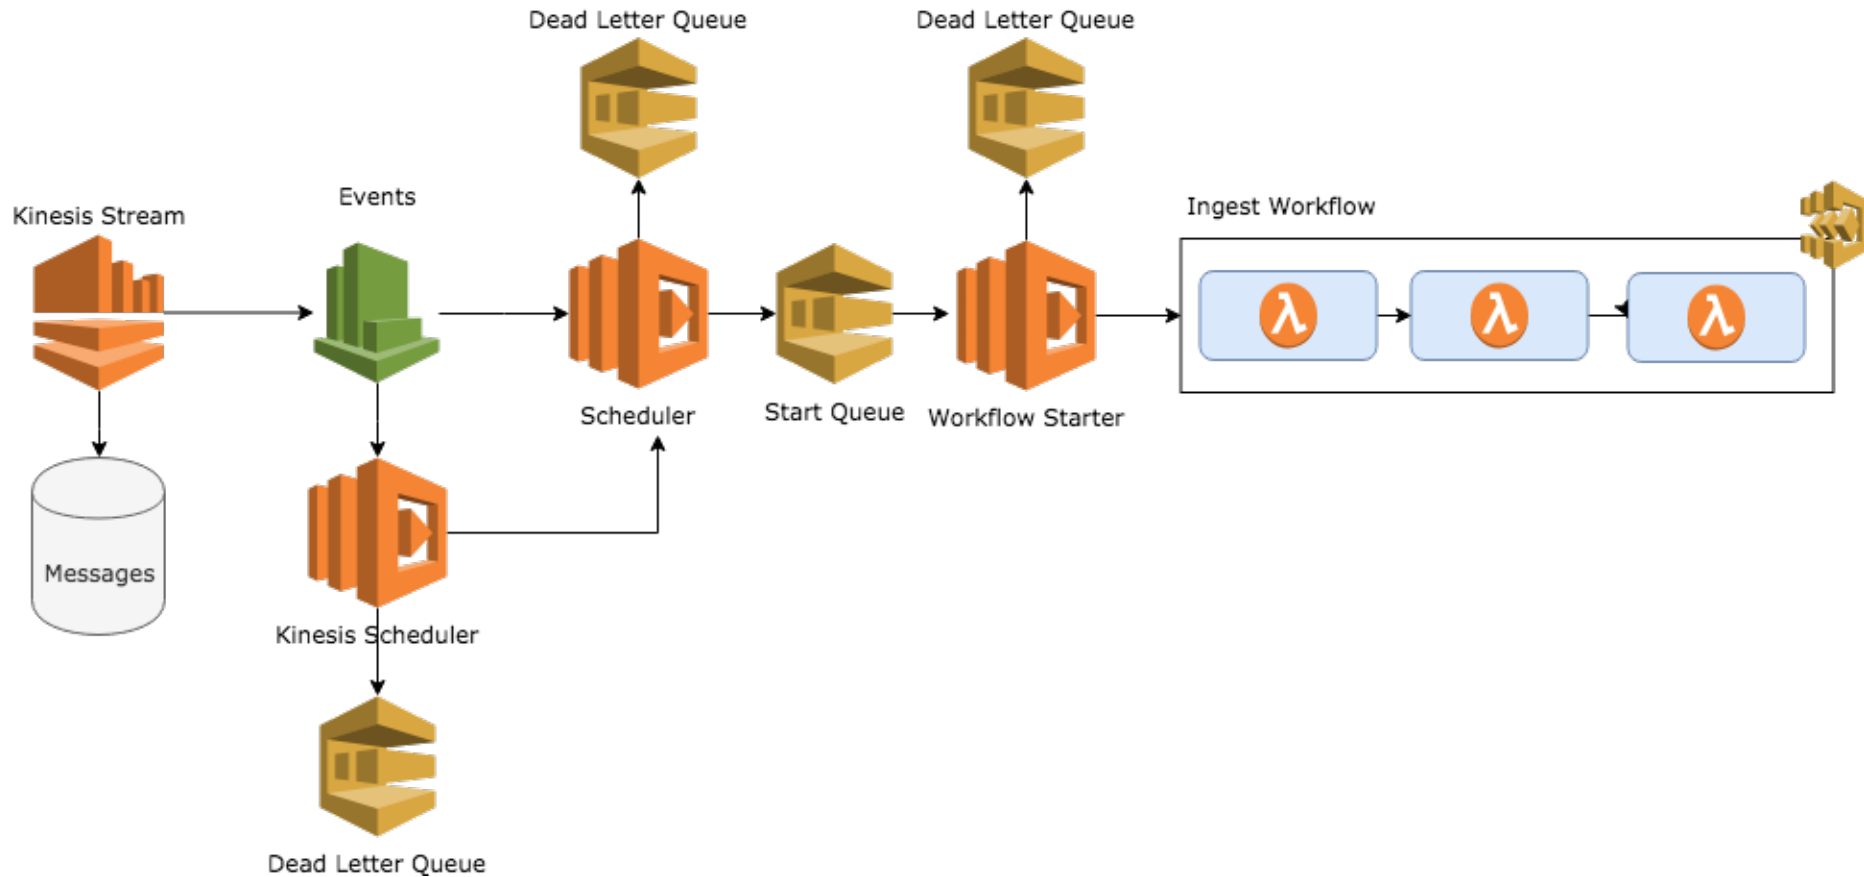 Dead Letter Queue
Dead Letter Queue
Events
Kinesis Stream
Ingest Workflow
Scheduler
Start Queue
Workflow Starter
Messages
Kinesis Scheduler
Dead Letter Queue